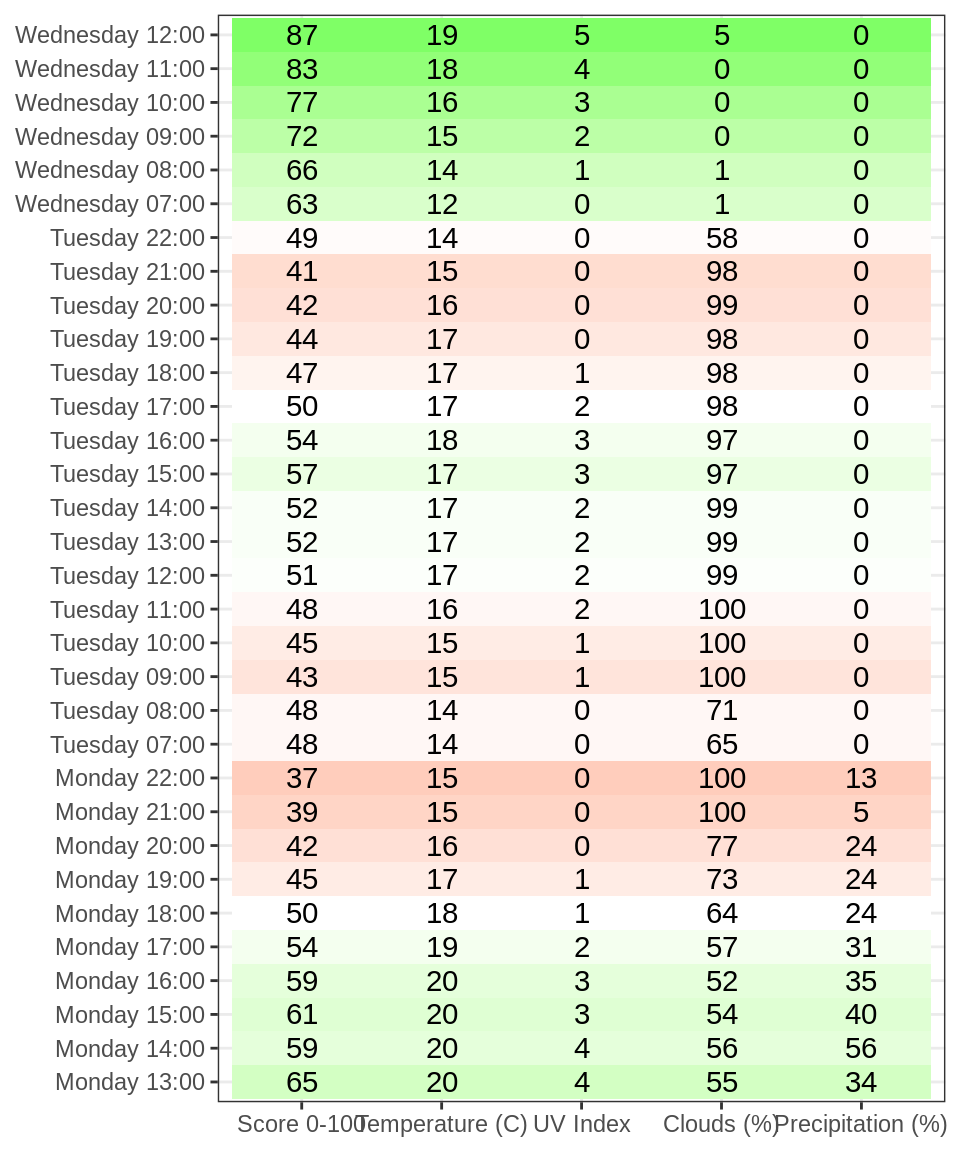 Wednesday 12:00 87 19 5 5 0
Wednesday 11:00 83 18 4 0 0
Wednesday 10:00 77 16 3 0 0
Wednesday 09:00 72 15 2 0 0
Wednesday 08:00 66 14 1 1 0
Wednesday 07:00 63 12 0 1 0
Tuesday 22:00 49 14 0 58 0
Tuesday 21:00 41 15 0 98 0
Tuesday 20:00 42 16 0 99 0
Tuesday 19:00 44 17 0 98 0
Tuesday 18:00 47 17 1 98 0
Tuesday 17:00 50 17 2 98 0
Tuesday 16:00 54 18 3 97 0
Tuesday 15:00 57 17 3 97 0
Tuesday 14:00 52 17 2 99 0
Tuesday 13:00 52 17 2 99 0
Tuesday 12:00 51 17 2 99 0
Tuesday 11:00 48 16 2 100 0
Tuesday 10:00 45 15 1 100 0
Tuesday 09:00 43 15 1 100 0
Tuesday 08:00 48 14 0 71 0
Tuesday 07:00 48 14 0 65 0
Monday 22:00 37 15 0 100 13
Monday 21:00 39 15 0 100 5
Monday 20:00 42 16 0 77 24
Monday 19:00 45 17 1 73 24
Monday 18:00 50 18 1 64 24
Monday 17:00 54 19 2 57 31
Monday 16:00 59 20 3 52 35
Monday 15:00 61 20 3 54 40
Monday 14:00 59 20 4 56 56
Monday 13:00 65 20 4 55 34
Score 0-100 Temperature (C) UV Index Clouds (%) Precipitation (%)